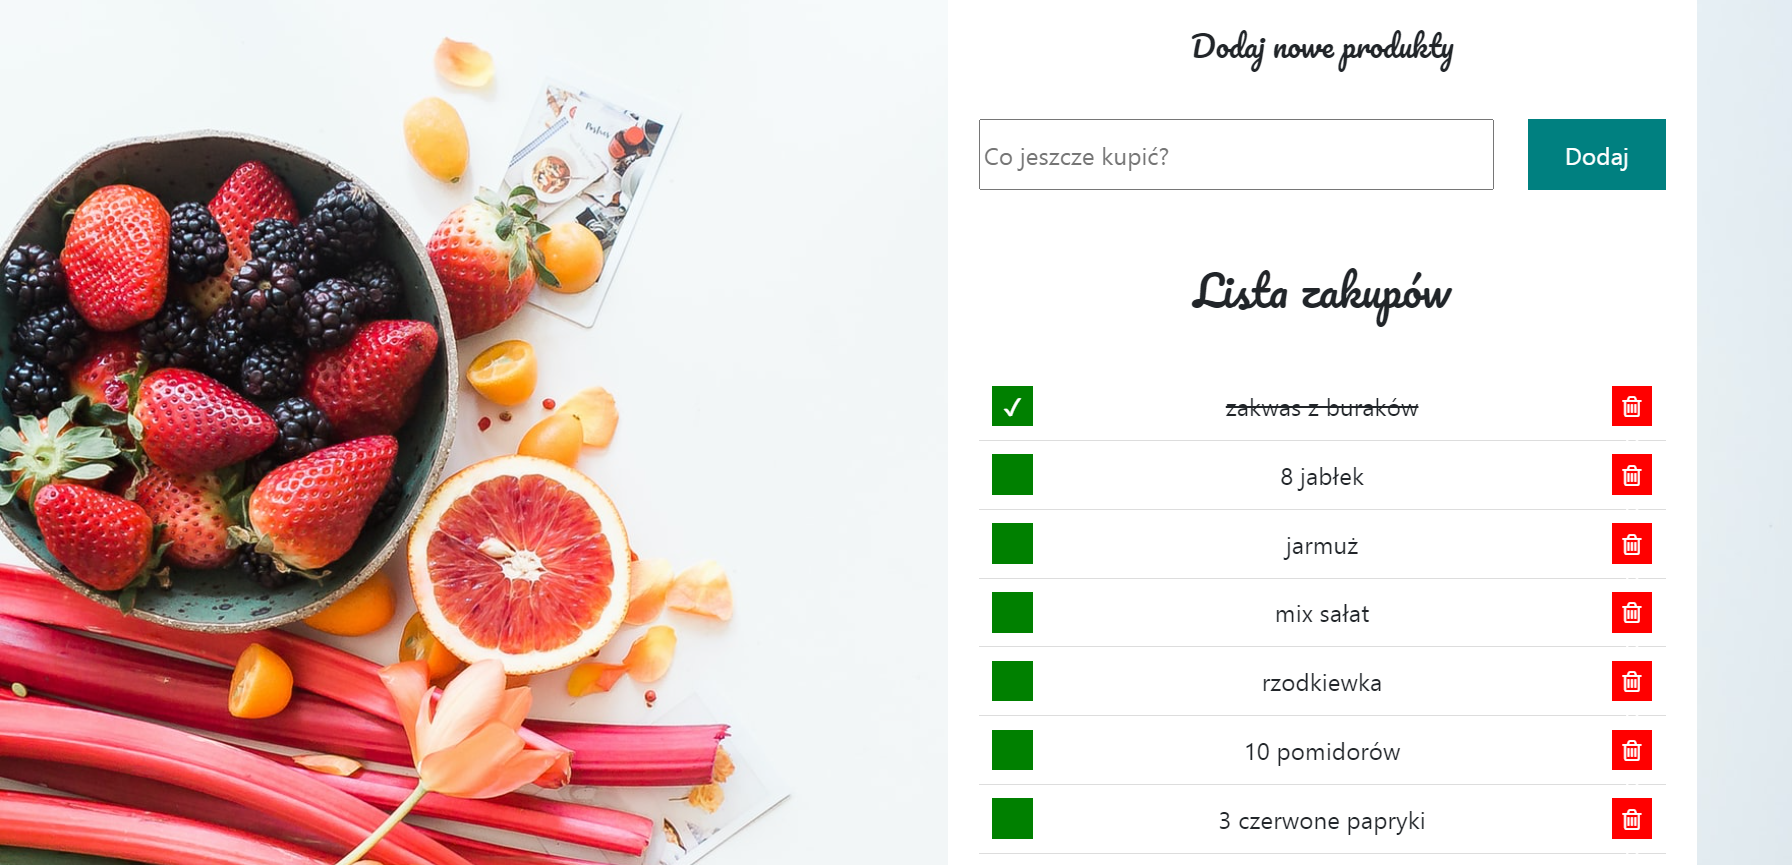 Dodaj nowe produkty
Co jeszcze kupić?
Dodaj
Lista zakupów
zakwas z buraków
8 jabłek
jarmuż
mix sałat
rzodkiewka
10 pomidorów
3 czerwone papryki